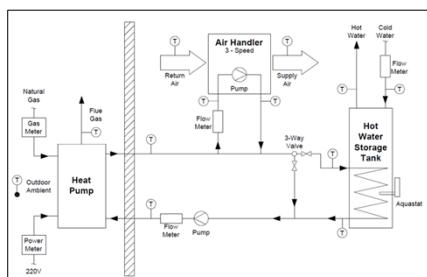 Hot
Water
Cold
Water
Air Handler
3 - Speed
Pump
Return
Air
Supply
Air
Flow
Meter
T
T
T
T
T
T
Natural
Gas
Flue
Gas
Gas
Meter
T
Flow
Meter
3-Way
Valve
Hot
Water
Storage
Tank
T
T
T
Outdoor
Ambient
Heat
Pump
Aquastat
T
T
Flow
Meter
Pump
Power
Meter
220V